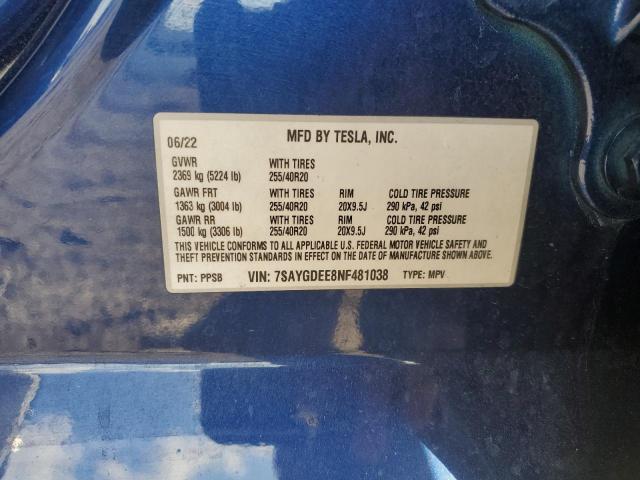 06/22 MFD BY TESLA, INC.
GVWR WITH TIRES
2369 kg (5224 lb) 255/40R20
GAWR FRT WITH TIRES RIM COLD TIRE PRESSURE
1363 kg (3004 lb) 255/40R20 20X9.5J 290 kPa, 42 psi
GAWR RR WITH TIRES RIM COLD TIRE PRESSURE
1500 kg (3306 lb) 255/40R20 20X9.5J 290 kPa, 42 psi
THIS VEHICLE CONFORMS TO ALL APPLICABLE U.S. FEDERAL MOTOR VEHICLE SAFETY AND
THEFT PREVENTION STANDARDS IN EFFECT ON THE DATE OF MANUFACTURE SHOWN ABOVE.
PNT: PPSB VIN: 7SAYGDEE8NF481038 TYPE: MPV